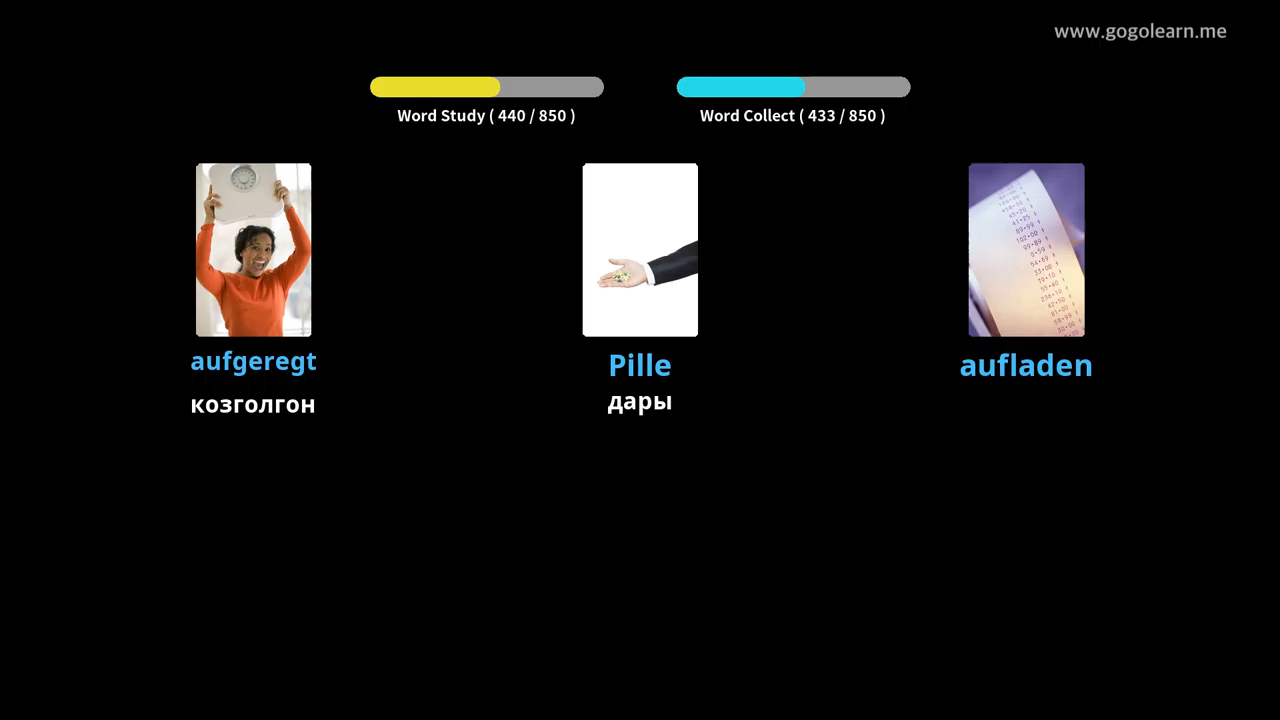 www.gogolearn.me
Word Study ( 440 / 850 )
Word Collect ( 433 / 850 )
aufgeregt
козголгон
Pille
дары
aufladen